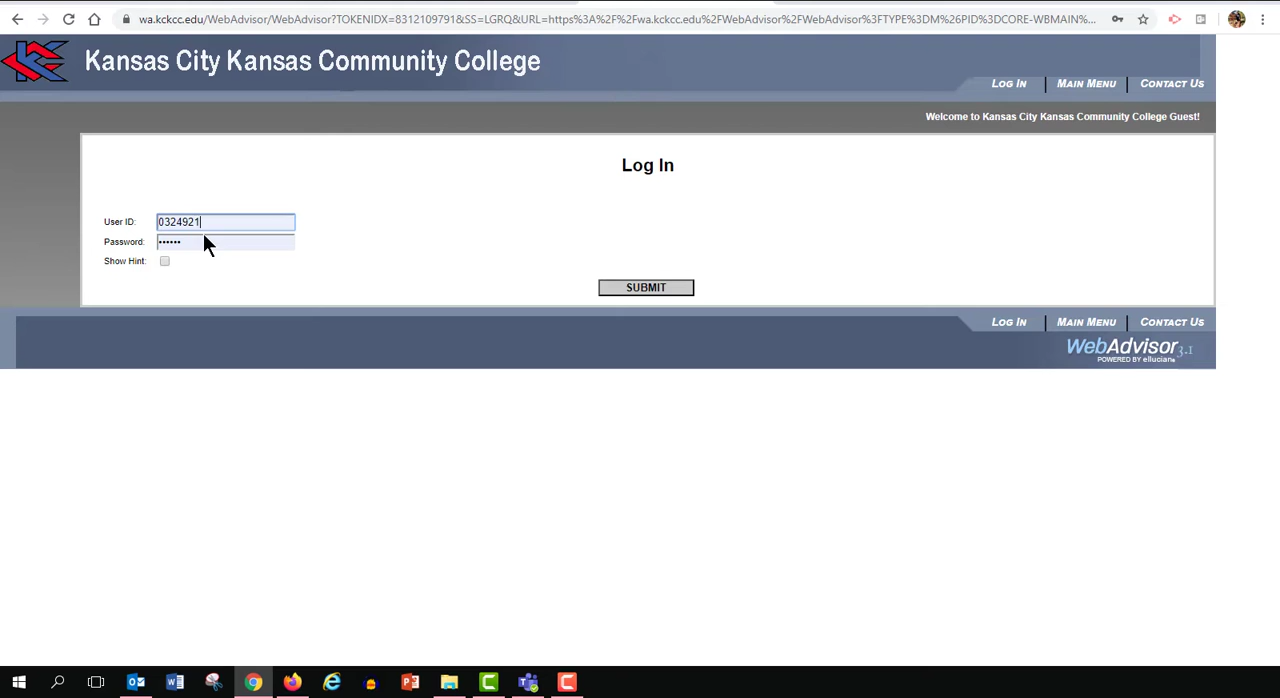 wa.kckcc.edu/WebAdvisor/WebAdvisor?TOKENIDX=8312109791&SS=LGRQ&URL=https%3A%2F%2Fwa.kckcc.edu%2FWebAdvisor%2FWebAdvisor%3FTYPE%3DM%26PID%3DCORE-WBMAIN%...
Kansas City Kansas Community College
LOG IN MAIN MENU CONTACT US
Welcome to Kansas City Kansas Community College Guest!
Log In
User ID: 0324921
Password: ••••••
Show Hint:
SUBMIT
LOG IN MAIN MENU CONTACT US
WebAdvisor 3.1
POWERED BY ellucian